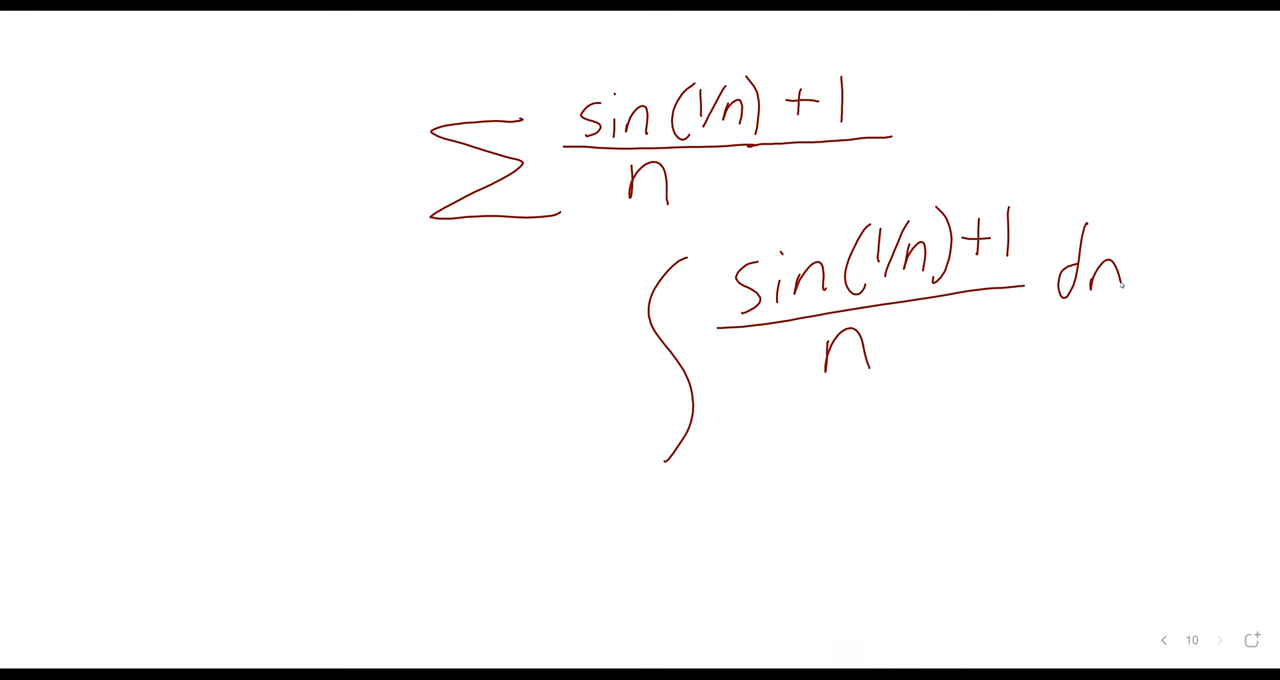 ∑ sin(1/n) + 1
n
∫ sin(1/n) + 1 dn
n
< 10 >